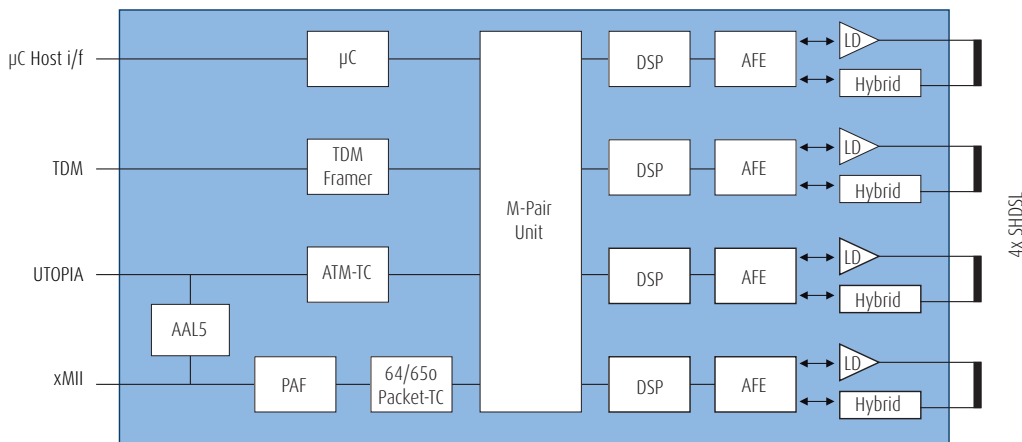 µC Host i/f
µC
DSP
AFE
LD
Hybrid
TDM
TDM
Framer
DSP
AFE
LD
Hybrid
M-Pair
Unit
4x SHDSL
UTOPIA
ATM-TC
DSP
AFE
LD
Hybrid
AAL5
xMII
PAF
64/65o
Packet-TC
DSP
AFE
LD
Hybrid